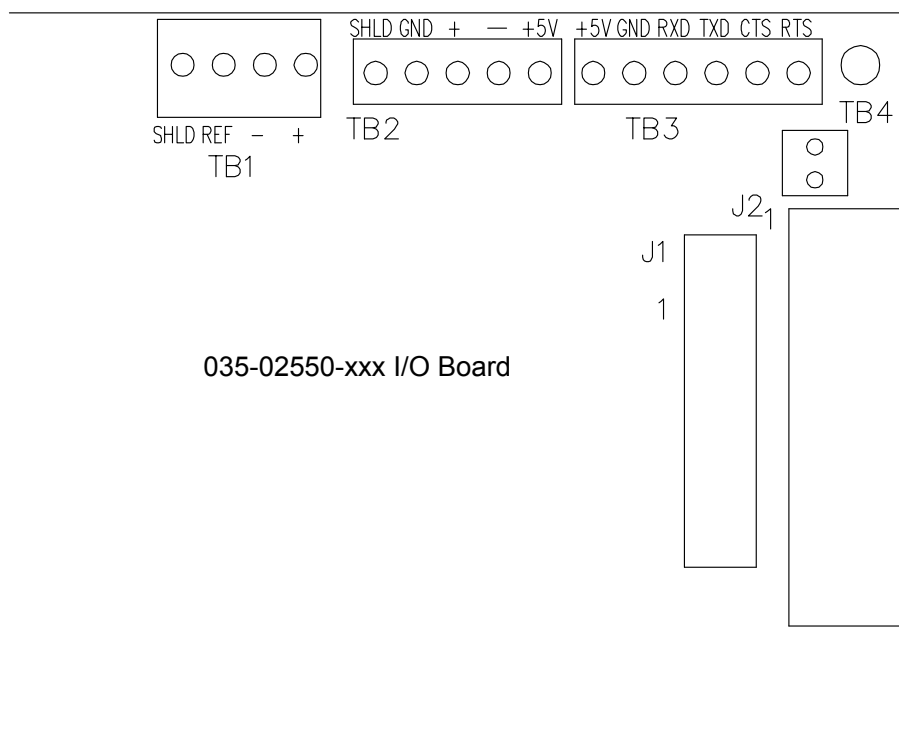 SHLD GND + — +5V +5V GND RXD TXD CTS RTS
SHLD REF - +
TB1
TB2
TB3
TB4
J2
1
J1
1
035-02550-xxx I/O Board